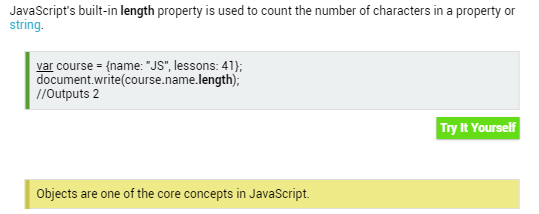 JavaScript's built-in length property is used to count the number of characters in a property or
string.
var course = {name: "JS", lessons: 41};
document.write(course.name.length);
//Outputs 2
Try It Yourself
Objects are one of the core concepts in JavaScript.